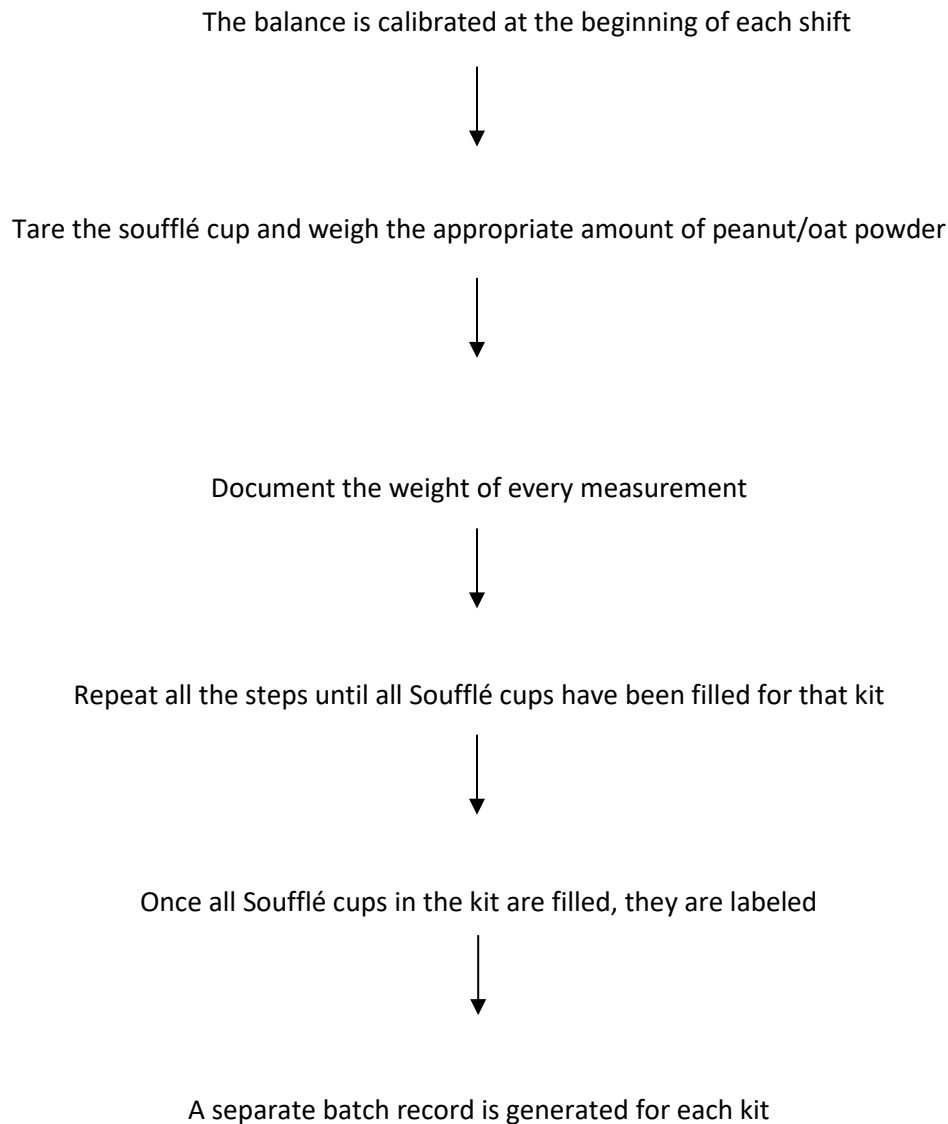 The balance is calibrated at the beginning of each shift
Tare the soufflé cup and weigh the appropriate amount of peanut/oat powder
Document the weight of every measurement
Repeat all the steps until all Soufflé cups have been filled for that kit
Once all Soufflé cups in the kit are filled, they are labeled
A separate batch record is generated for each kit